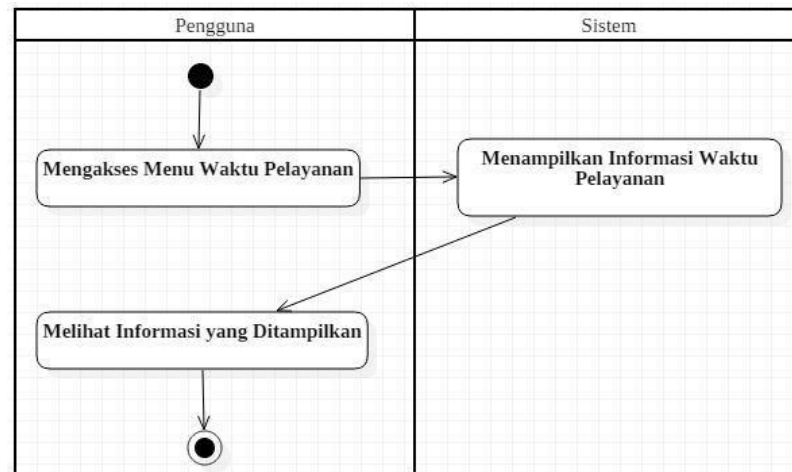 Pengguna
Sistem
Mengakses Menu Waktu Pelayanan
Menampilkan Informasi Waktu
Pelayanan
Melihat Informasi yang Ditampilkan